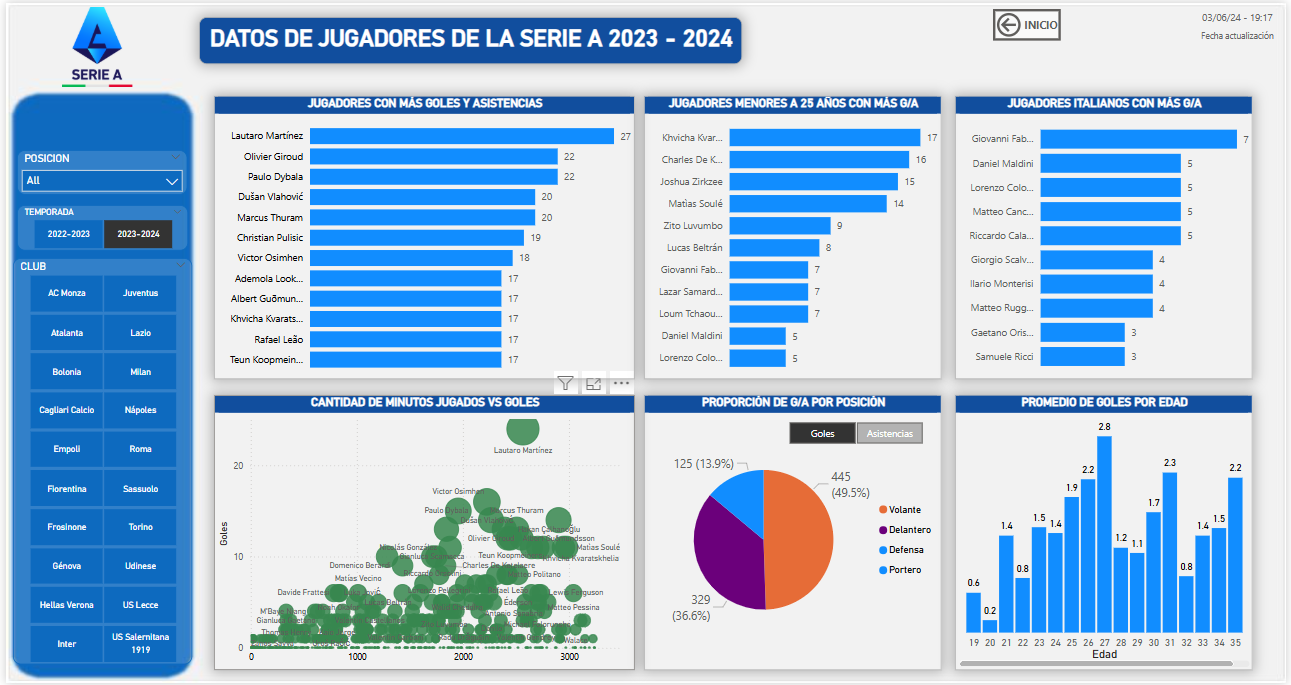 SERIE A
DATOS DE JUGADORES DE LA SERIE A 2023 - 2024
INICIO
03/06/24 - 19:17
Fecha actualización
POSICION
All
TEMPORADA
2022-2023
2023-2024
CLUB
AC Monza
Juventus
Atalanta
Lazio
Bolonia
Milan
Cagliari Calcio
Nápoles
Empoli
Roma
Fiorentina
Sassuolo
Frosinone
Torino
Génova
Udinese
Hellas Verona
US Lecce
Inter
US Salernitana
1919
JUGADORES CON MÁS GOLES Y ASISTENCIAS
Lautaro Martínez 27
Olivier Giroud 22
Paulo Dybala 22
Dušan Vlahović 20
Marcus Thuram 20
Christian Pulisic 19
Victor Osimhen 18
Ademola Look... 17
Albert Guðmun... 17
Khvicha Kvarats... 17
Rafael Leão 17
Teun Koopmein... 17
JUGADORES MENORES A 25 AÑOS CON MÁS G/A
Khvicha Kvar... 17
Charles De K... 16
Joshua Zirkzee 15
Matías Soulé 14
Zito Luvumbo 9
Lucas Beltrán 8
Giovanni Fab... 7
Lazar Samard... 7
Loum Tchaou... 7
Daniel Maldini 5
Lorenzo Colo... 5
JUGADORES ITALIANOS CON MÁS G/A
Giovanni Fab... 7
Daniel Maldini 5
Lorenzo Colo... 5
Matteo Canc... 5
Riccardo Cala... 5
Giorgio Scalv... 4
Ilario Monterisi 4
Matteo Rugg... 4
Gaetano Oris... 3
Samuele Ricci 3
CANTIDAD DE MINUTOS JUGADOS VS GOLES
Goles
20
10
0
0 1000 2000 3000
Lautaro Martínez
Victor Osimhen
Paulo Dybala
Marcus Thuram
Olivier Giroud
Matías Soulé
Nicolás González
Khvicha Kvaratskhelia
Domenico Berardi
Charles De Ketelaere
Matteo Politano
Matías Vecino
Davide Frattesi
Rafael Leão
Lewis Ferguson
Matteo Pessina
PROPORCIÓN DE G/A POR POSICIÓN
Goles
Asistencias
125 (13.9%)
445
(49.5%)
329
(36.6%)
Volante
Delantero
Defensa
Portero
PROMEDIO DE GOLES POR EDAD
0.6 0.2 1.4 0.8 1.5 1.4 1.9 2.2 2.8 1.2 1.1 1.7 2.3 0.8 1.4 1.5 2.2
19 20 21 22 23 24 25 26 27 28 29 30 31 32 33 34 35
Edad